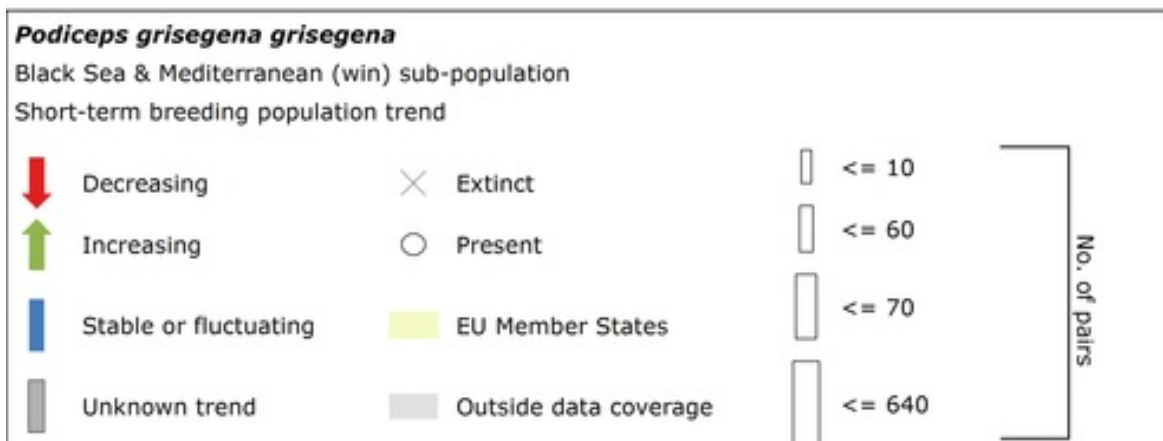 Podiceps grisegena grisegena
Black Sea & Mediterranean (win) sub-population
Short-term breeding population trend
Decreasing
Increasing
Stable or fluctuating
Unknown trend
Extinct
Present
EU Member States
Outside data coverage
<= 10
<= 60
<= 70
<= 640
No. of pairs